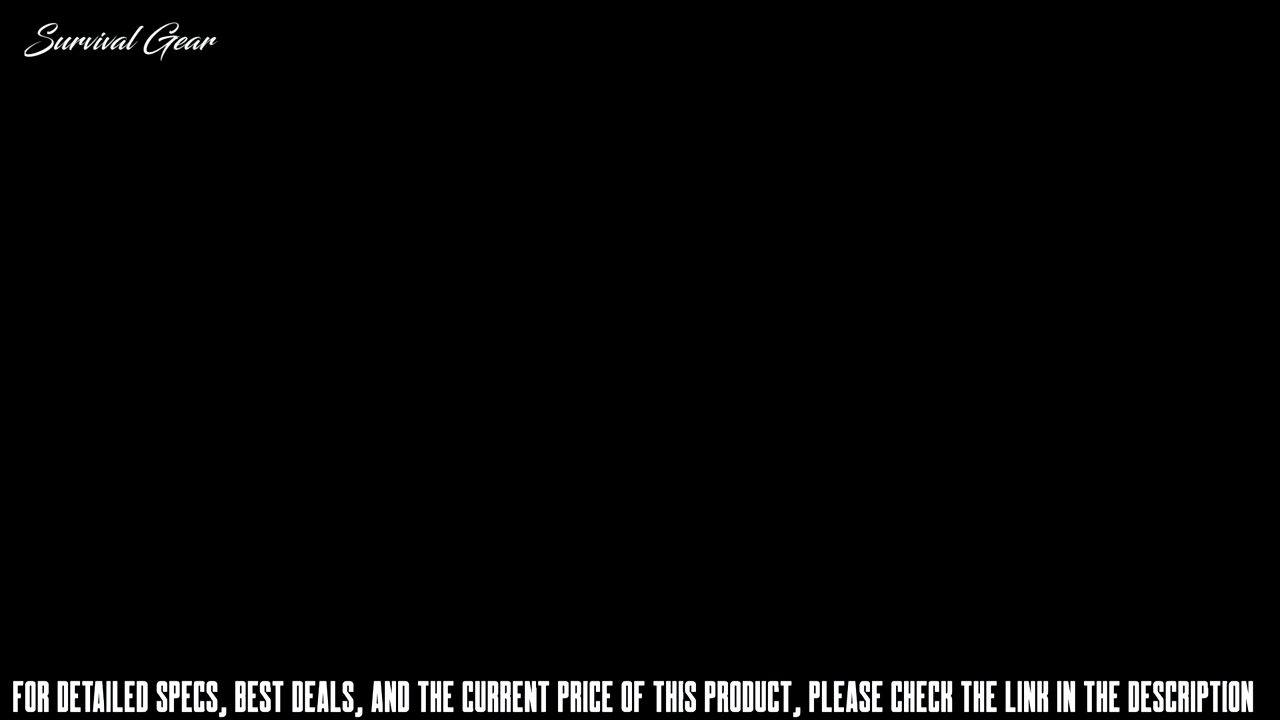 Survival Gear
FOR DETAILED SPECS, BEST DEALS, AND THE CURRENT PRICE OF THIS PRODUCT, PLEASE CHECK THE LINK IN THE DESCRIPTION